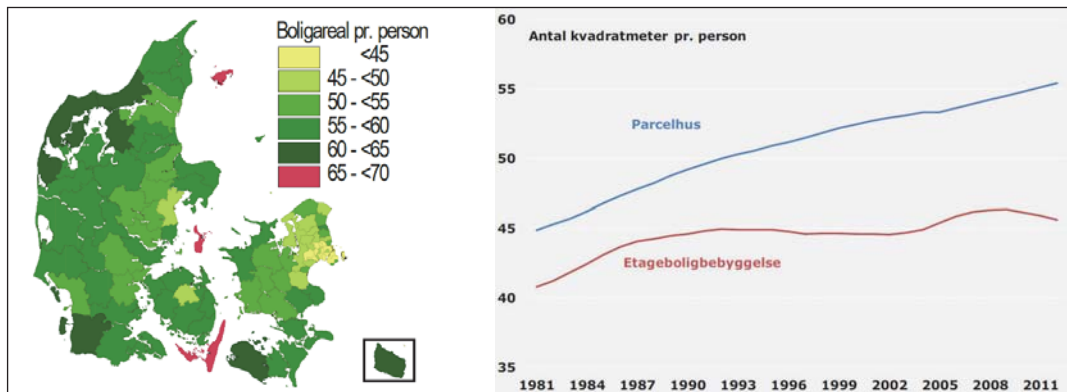 Boligareal pr. person
<45
45 - <50
50 - <55
55 - <60
60 - <65
65 - <70
60
Antal kvadratmeter pr. person
55
Parcelhus
50
45
Etageboligbebyggelse
40
35
1981 1984 1987 1990 1993 1996 1999 2002 2005 2008 2011